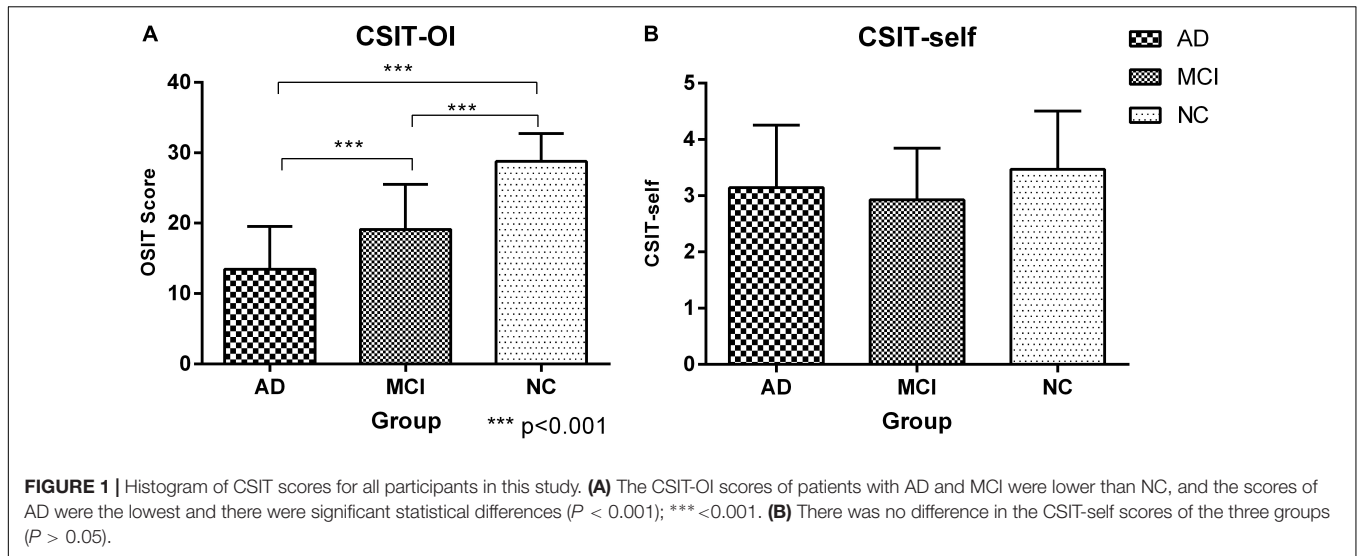 A
CSIT-OI
***
***
***
40
30
20
10
0
OSIT Score
AD
MCI
NC
Group
*** p<0.001
B
CSIT-self
5
4
3
2
1
0
CSIT-self
AD
MCI
NC
Group
AD
MCI
NC
FIGURE 1 | Histogram of CSIT scores for all participants in this study. (A) The CSIT-OI scores of patients with AD and MCI were lower than NC, and the scores of
AD were the lowest and there were significant statistical differences (P < 0.001); ***<0.001. (B) There was no difference in the CSIT-self scores of the three groups
(P > 0.05).